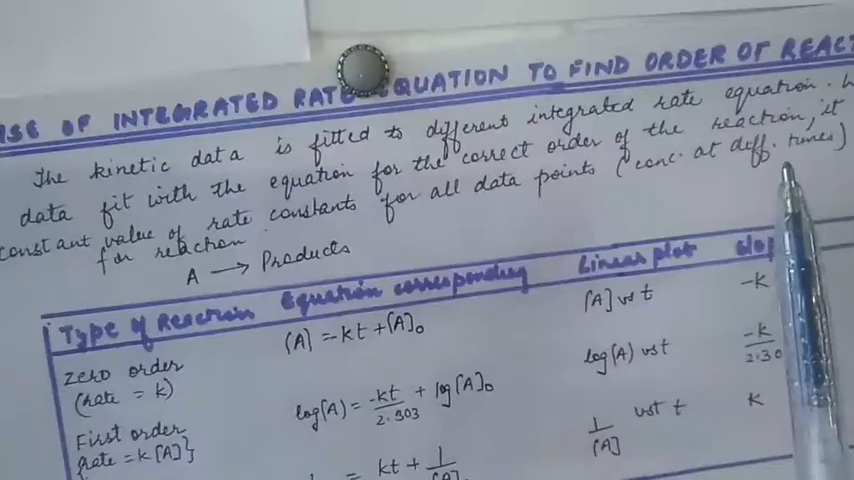 USE OF INTEGRATED RATE EQUATION TO FIND ORDER OF REACT
The kinetic data is fitted to different integrated rate equation.
data fit with the equation for the correct order of the reaction, it
constant value of rate constants for all data points (conc. at diff. times)
for reaction
A → Products
Type of Reaction Equation corresponding Linear plot Slop
Zero order [A] = -kt + [A]₀ [A] vs t -k
(rate = k)
First order log[A] = -kt/2.303 + log[A]₀ log[A] vs t -k/2.30
{rate = k[A]} = kt + 1/[A] 1/[A] vs t k